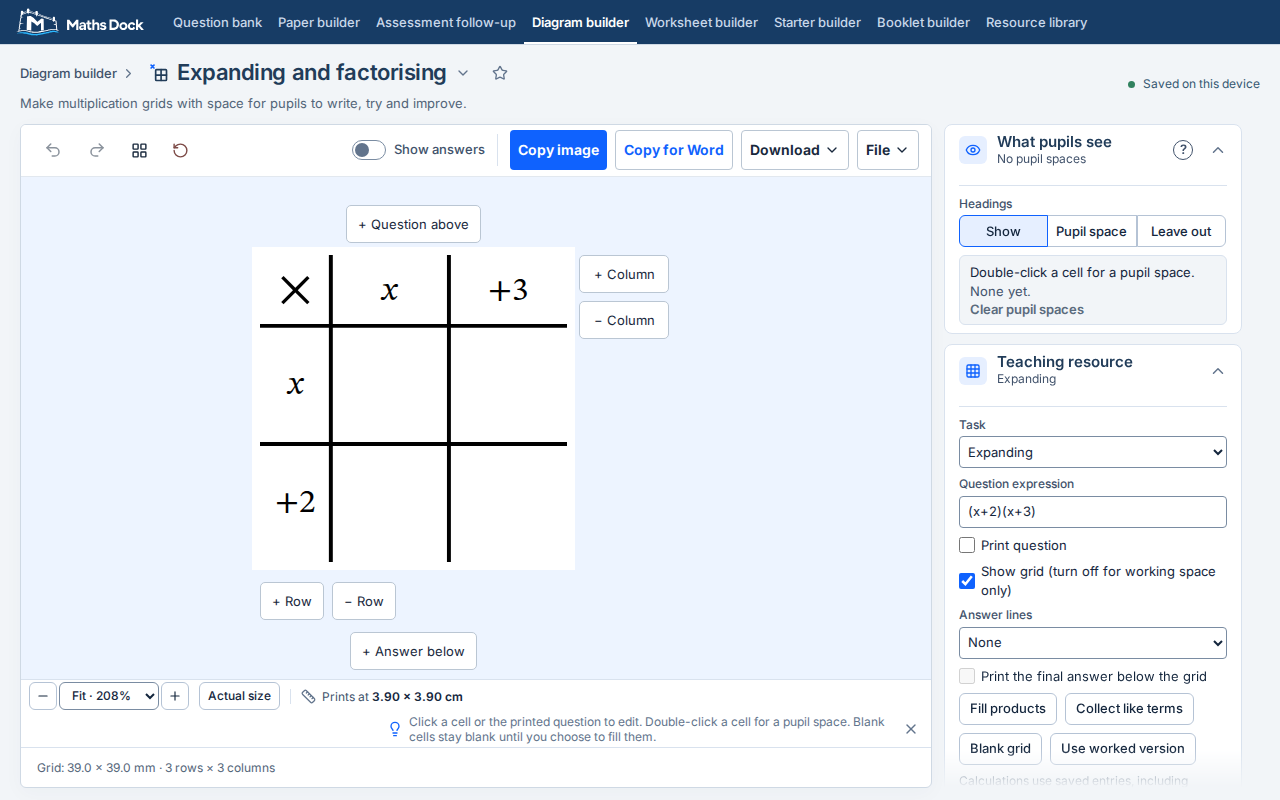 Maths Dock
Question bank
Paper builder
Assessment follow-up
Diagram builder
Worksheet builder
Starter builder
Booklet builder
Resource library
Diagram builder
Expanding and factorising
Make multiplication grids with space for pupils to write, try and improve.
Saved on this device
Show answers
Copy image
Copy for Word
Download
File
+ Question above
× x +3
x
+2
+ Column
− Column
+ Row
− Row
+ Answer below
− Fit · 208% +
Actual size
Prints at 3.90 × 3.90 cm
Click a cell or the printed question to edit. Double-click a cell for a pupil space. Blank
cells stay blank until you choose to fill them.
Grid: 39.0 × 39.0 mm · 3 rows × 3 columns
What pupils see
No pupil spaces
?
Headings
Show
Pupil space
Leave out
Double-click a cell for a pupil space.
None yet.
Clear pupil spaces
Teaching resource
Expanding
Task
Expanding
Question expression
(x+2)(x+3)
Print question
Show grid (turn off for working space
only)
Answer lines
None
Print the final answer below the grid
Fill products
Collect like terms
Blank grid
Use worked version
Calculations use saved entries, including